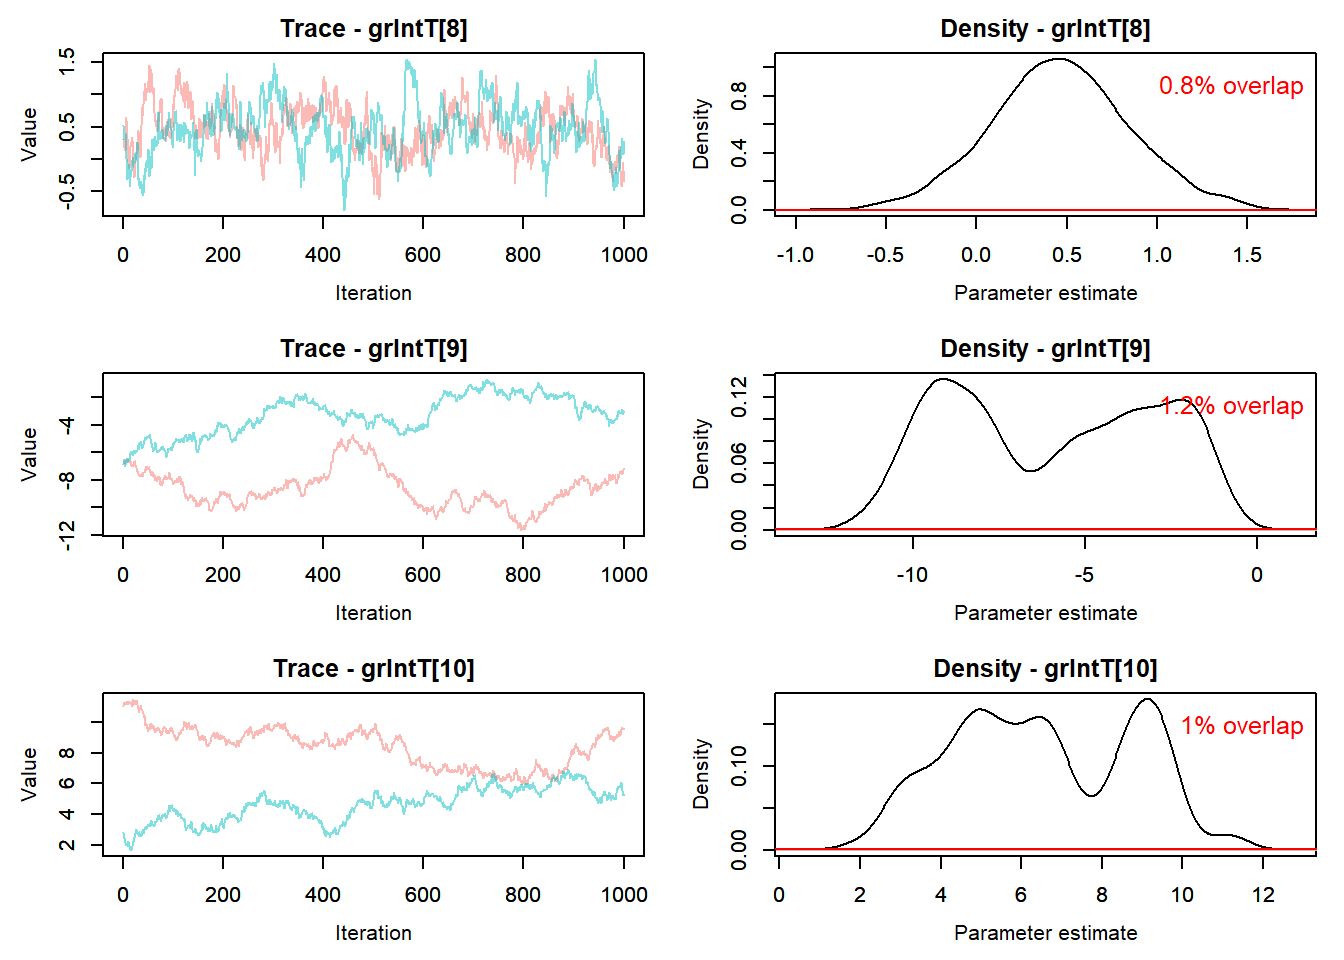 Trace - grIntT[8]
Value
1.5
0.5
-0.5
0 200 400 600 800 1000
Iteration
Density - grIntT[8]
Density
0.8
0.4
0.0
0.8% overlap
-1.0 -0.5 0.0 0.5 1.0 1.5
Parameter estimate
Trace - grIntT[9]
Value
-4
-8
-12
0 200 400 600 800 1000
Iteration
Density - grIntT[9]
Density
0.12
0.06
0.00
1.2% overlap
-10 -5 0
Parameter estimate
Trace - grIntT[10]
Value
8
6
4
2
0 200 400 600 800 1000
Iteration
Density - grIntT[10]
Density
0.10
0.00
1% overlap
0 2 4 6 8 10 12
Parameter estimate